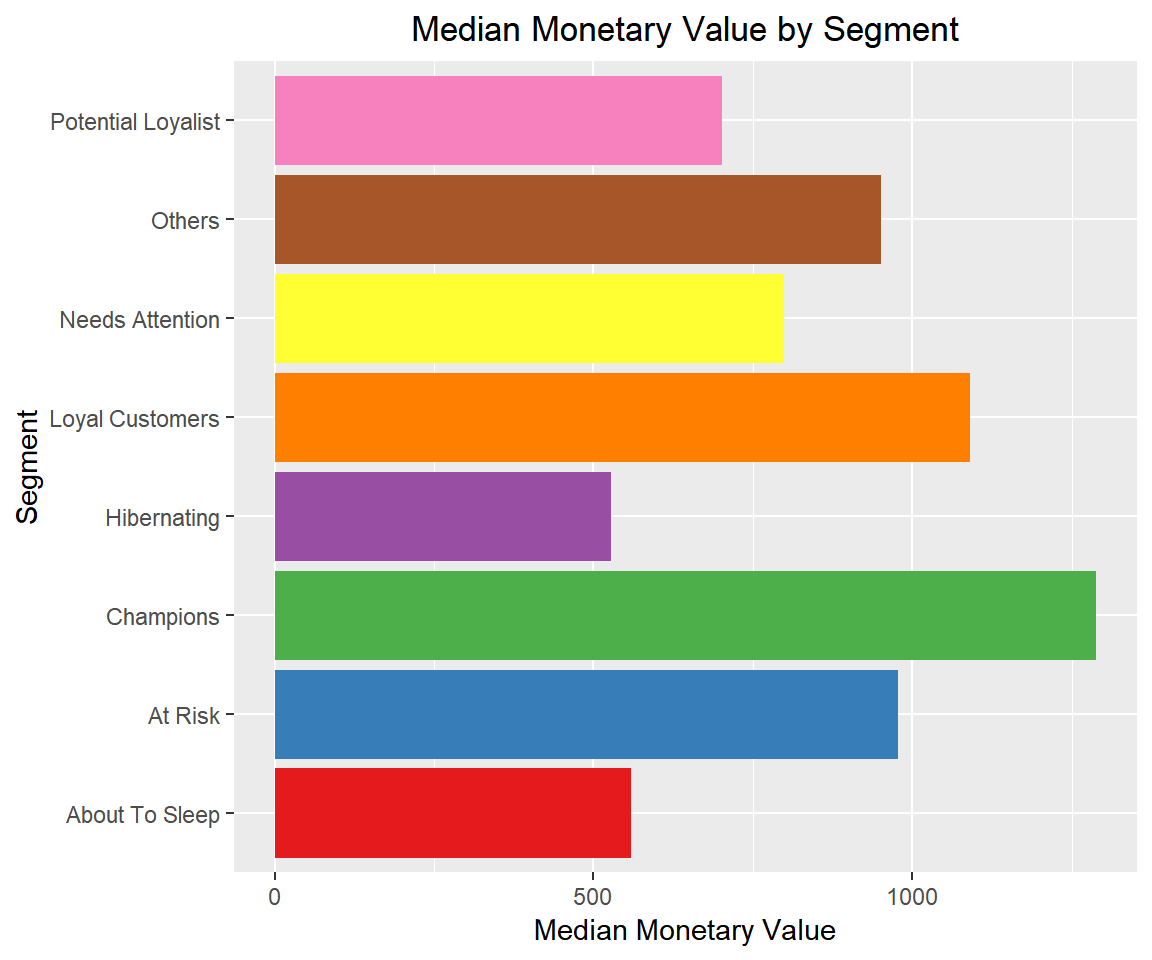 Median Monetary Value by Segment
Potential Loyalist
Others
Needs Attention
Loyal Customers
Hibernating
Champions
At Risk
About To Sleep
Segment
0 500 1000
Median Monetary Value